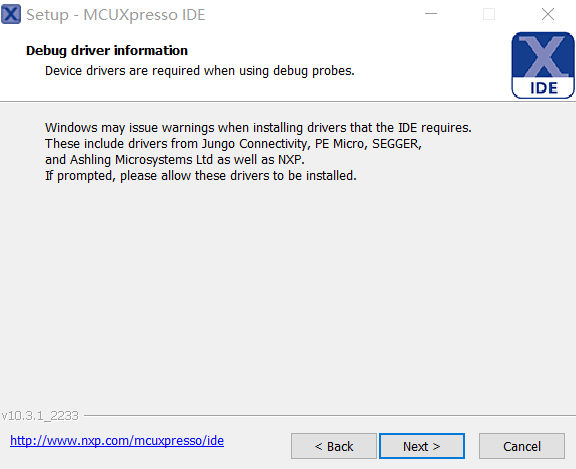 X Setup - MCUXpresso IDE
Debug driver information
Device drivers are required when using debug probes.
X
IDE
Windows may issue warnings when installing drivers that the IDE requires.
These include drivers from Jungo Connectivity, PE Micro, SEGGER,
and Ashling Microsystems Ltd as well as NXP.
If prompted, please allow these drivers to be installed.
v10.3.1_2233
http://www.nxp.com/mcuxpresso/ide
< Back Next > Cancel